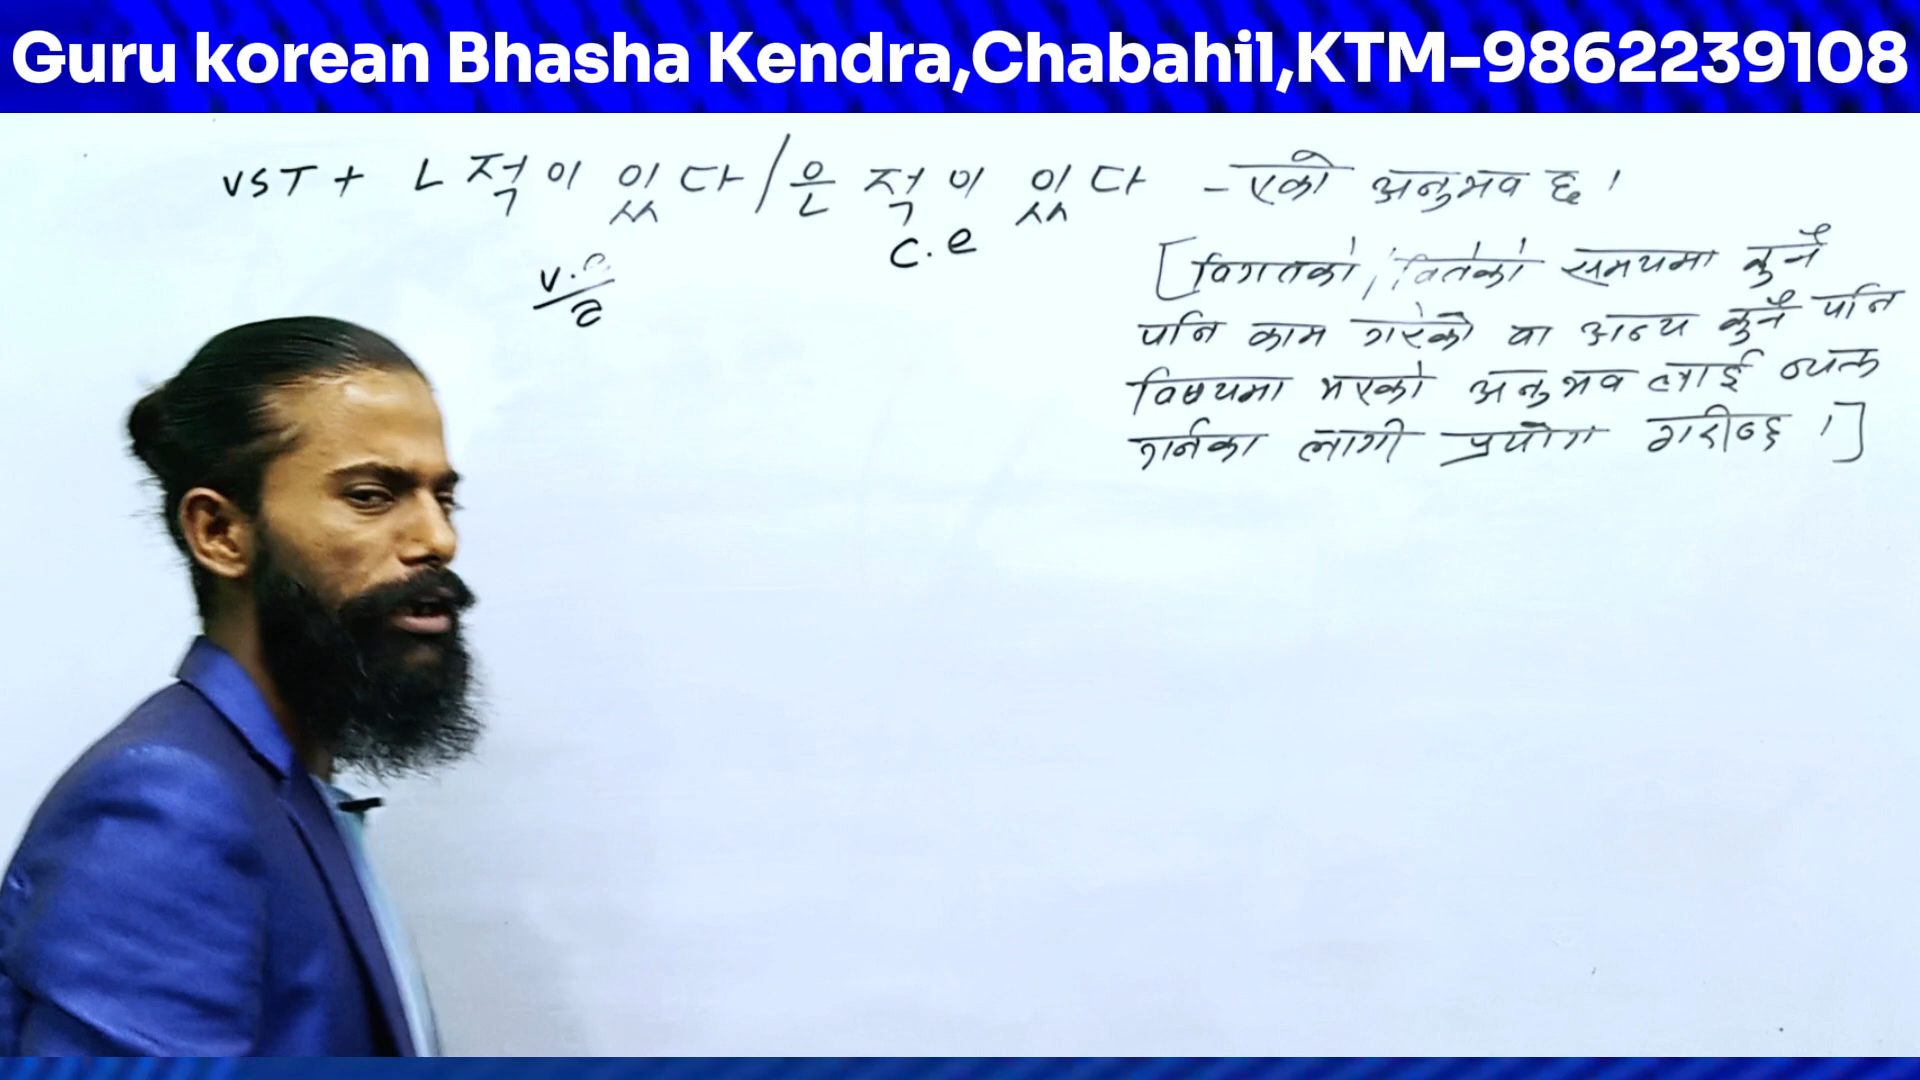 Guru korean Bhasha Kendra,Chabahil,KTM-9862239108
VST + ㄴ 적이 있다/은 적이 있다 - एको अनुभव छ ।
v.e
ㄹ
c.e
[विगतको/वितेको समयमा कुनै
पनि काम गरेको वा अन्य कुनै पनि
विषयमा भएको अनुभव लाई व्यक्त
गर्नका लागी प्रयोग गरीन्छ ।]